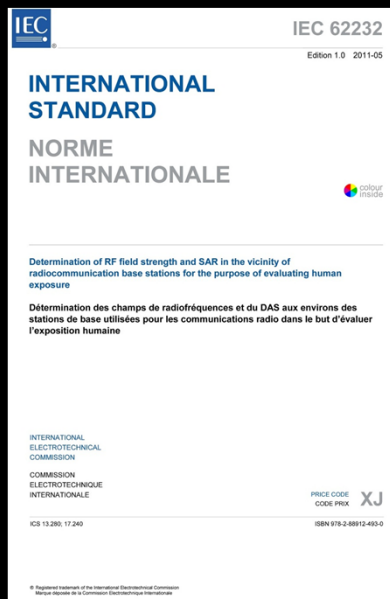 IEC
®
IEC 62232
Edition 1.0 2011-05
INTERNATIONAL
STANDARD
NORME
INTERNATIONALE
colour
inside
Determination of RF field strength and SAR in the vicinity of
radiocommunication base stations for the purpose of evaluating human
exposure
Détermination des champs de radiofréquences et du DAS aux environs des
stations de base utilisées pour les communications radio dans le but d'évaluer
l'exposition humaine
INTERNATIONAL
ELECTROTECHNICAL
COMMISSION
COMMISSION
ELECTROTECHNIQUE
INTERNATIONALE
PRICE CODE
CODE PRIX
XJ
ICS 13.280; 17.240
ISBN 978-2-88912-493-0
® Registered trademark of the International Electrotechnical Commission
Marque déposée de la Commission Electrotechnique Internationale